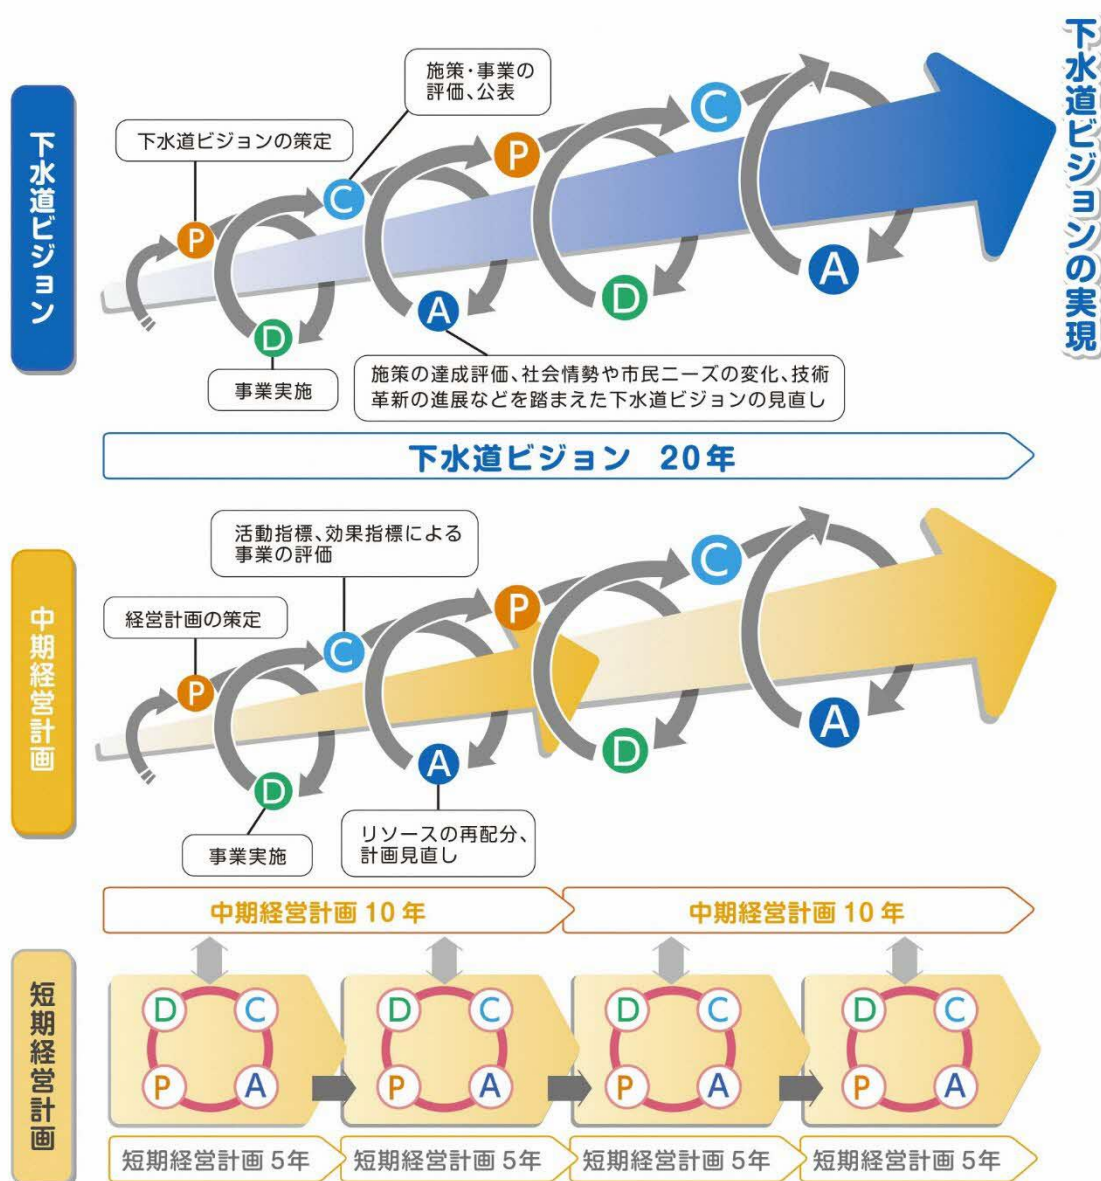 下水道ビジョンの実現
下水道ビジョン
施策・事業の
評価、公表
下水道ビジョンの策定
P
C
P
C
D
A
D
A
事業実施
施策の達成評価、社会情勢や市民ニーズの変化、技術
革新の進展などを踏まえた下水道ビジョンの見直し
下水道ビジョン 20年
中期経営計画
活動指標、効果指標による
事業の評価
経営計画の策定
P
C
P
C
D
A
D
A
事業実施
リソースの再配分、
計画見直し
中期経営計画 10年
中期経営計画 10年
短期経営計画
D C
P A
D C
P A
D C
P A
D C
P A
短期経営計画 5年
短期経営計画 5年
短期経営計画 5年
短期経営計画 5年